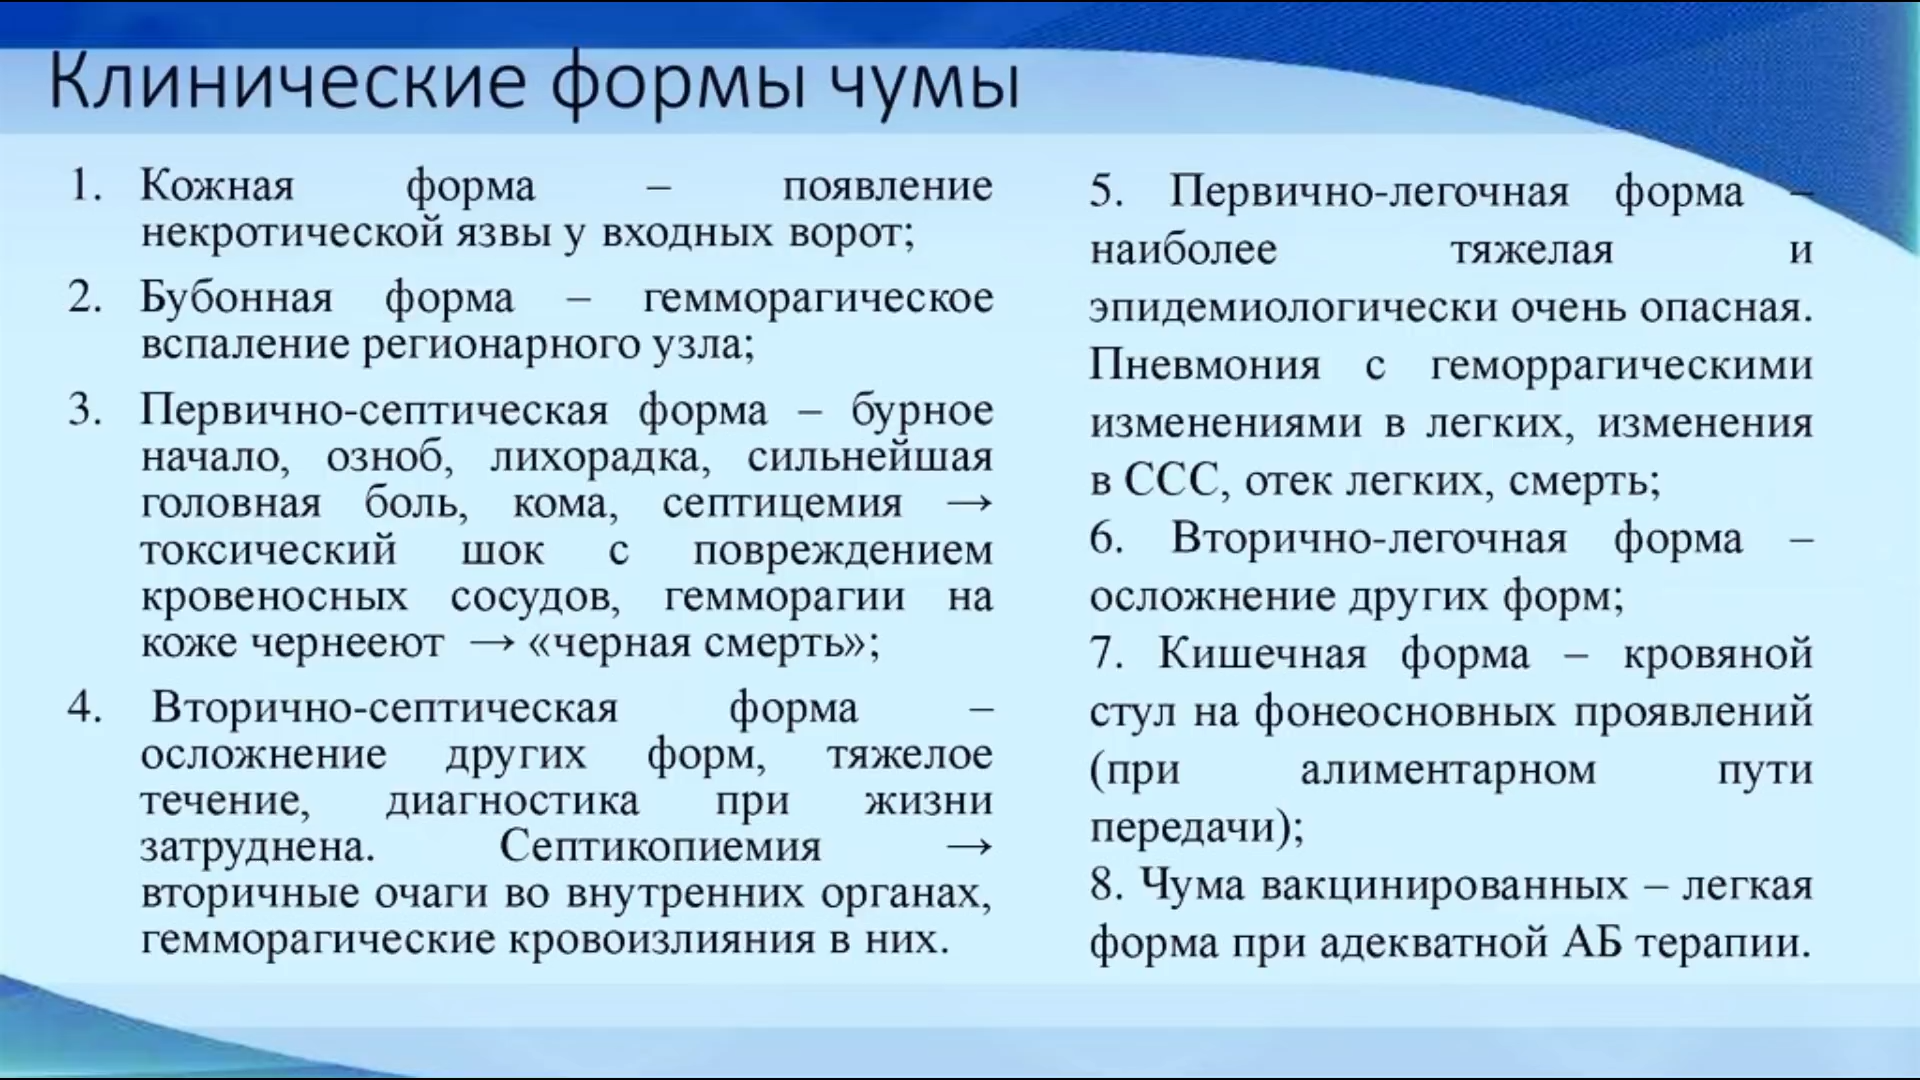 Клинические формы чумы
1. Кожная форма – появление
некротической язвы у входных ворот;
2. Бубонная форма – гемморагическое
вспаление регионарного узла;
3. Первично-септическая форма – бурное
начало, озноб, лихорадка, сильнейшая
головная боль, кома, септицемия →
токсический шок с повреждением
кровеносных сосудов, гемморагии на
коже чернееют → «черная смерть»;
4. Вторично-септическая форма –
осложнение других форм, тяжелое
течение, диагностика при жизни
затруднена. Септикопиемия →
вторичные очаги во внутренних органах,
гемморагические кровоизлияния в них.
5. Первично-легочная форма –
наиболее тяжелая и
эпидемиологически очень опасная.
Пневмония с геморрагическими
изменениями в легких, изменения
в ССС, отек легких, смерть;
6. Вторично-легочная форма –
осложнение других форм;
7. Кишечная форма – кровяной
стул на фонеосновных проявлений
(при алиментарном пути
передачи);
8. Чума вакцинированных – легкая
форма при адекватной АБ терапии.